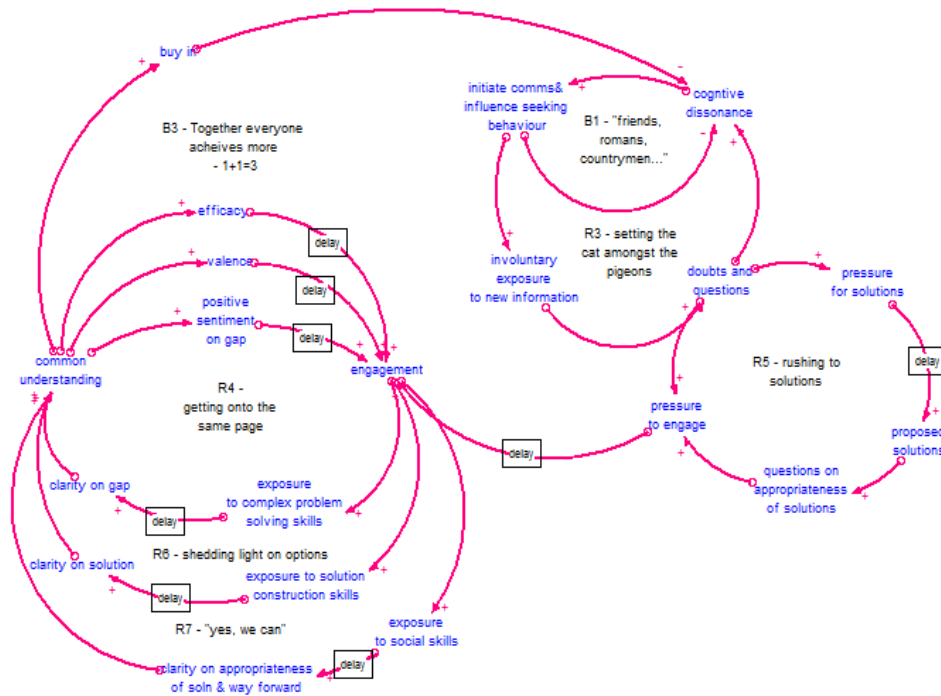 buy in
-
+
initiate comms&
influence seeking
behaviour
+
cogntive
dissonance
B3 - Together everyone
acheives more
- 1+1=3
B1 - "friends,
romans,
countrymen..."
-
+
+ efficacy
delay
+
R3 - setting the
cat amongst the
pigeons
+ valence
delay
involuntary
exposure
to new information
doubts and
questions
+
pressure
for solutions
positive
sentiment
on gap
+
delay
+
+
+
engagement
common
understanding
+
+
+
R4 -
getting onto the
same page
R5 - rushing to
solutions
delay
+
+
+
pressure
to engage
delay
+
+
proposed
solutions
clarity on gap
+
delay
exposure
to complex problem
solving skills
+
questions on
appropriateness
of solutions
+
R6 - shedding light on options
clarity on solution
+
delay
exposure to solution
construction skills
+
R7 - "yes, we can"
exposure
to social skills
+
clarity on appropriateness
of soln & way forward
+
delay